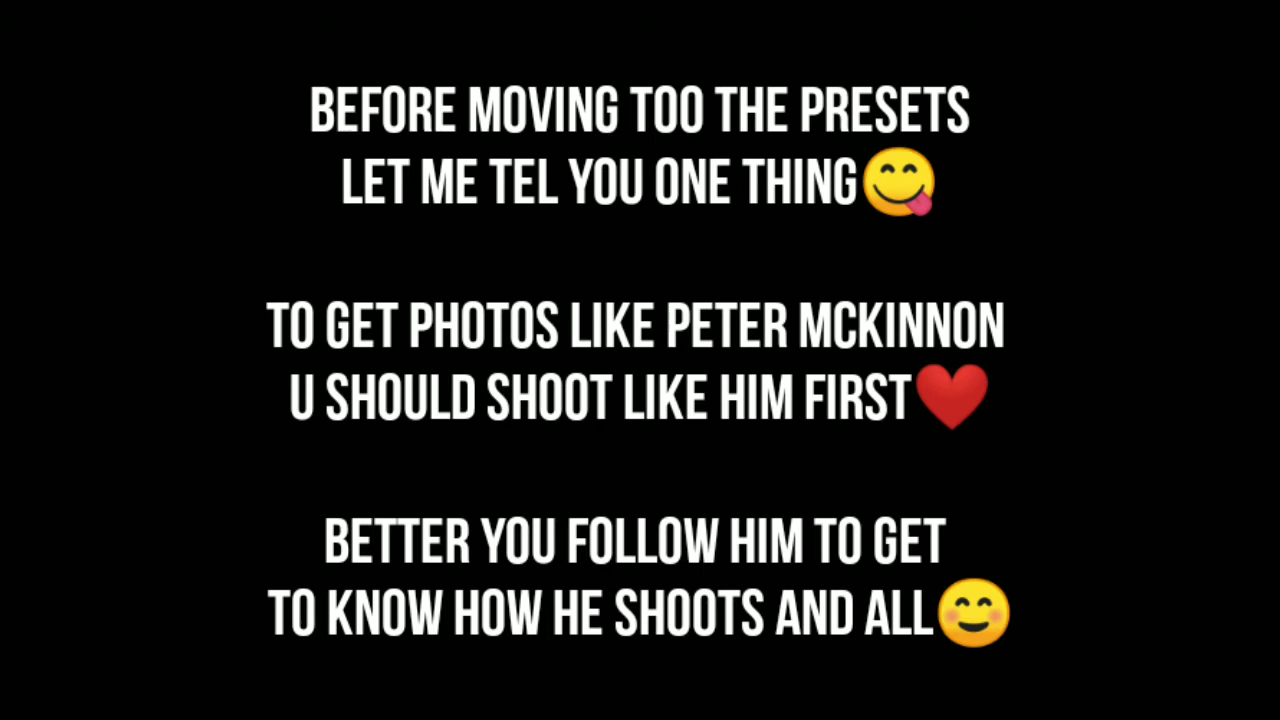 BEFORE MOVING TOO THE PRESETS
LET ME TEL YOU ONE THING😋
TO GET PHOTOS LIKE PETER MCKINNON
U SHOULD SHOOT LIKE HIM FIRST❤️
BETTER YOU FOLLOW HIM TO GET
TO KNOW HOW HE SHOOTS AND ALL😊